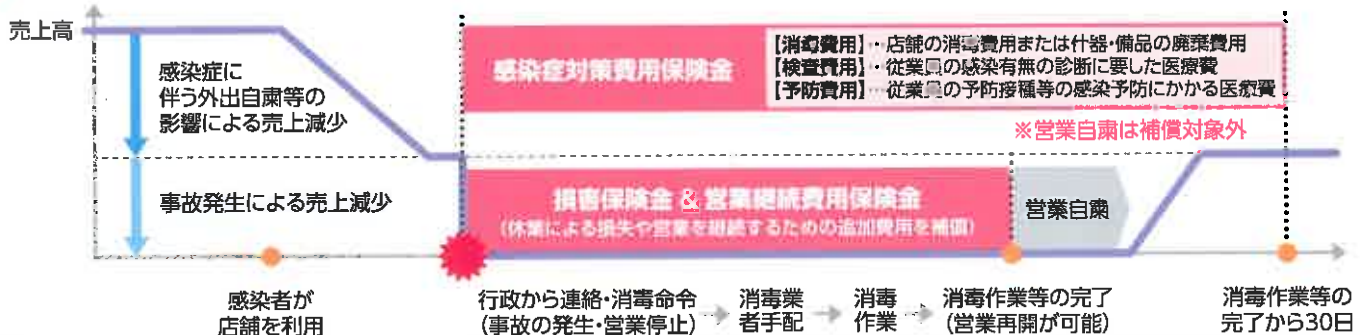 売上高
感染症に
伴う外出自粛等の
影響による売上減少
事故発生による売上減少
感染症対策費用保険金
【消毒費用】…店舗の消毒費用または什器・備品の廃棄費用
【検査費用】…従業員の感染有無の診断に要した医療費
【予防費用】…従業員の予防接種等の感染予防にかかる医療費
※営業自粛は補償対象外
損害保険金 & 営業継続費用保険金
(休業による損失や営業を継続するための追加費用を補償)
営業自粛
感染者が
店舗を利用
行政から連絡・消毒命令
(事故の発生・営業停止)
消毒業
者手配
消毒
作業
消毒作業等の完了
(営業再開が可能)
消毒作業等の
完了から30日